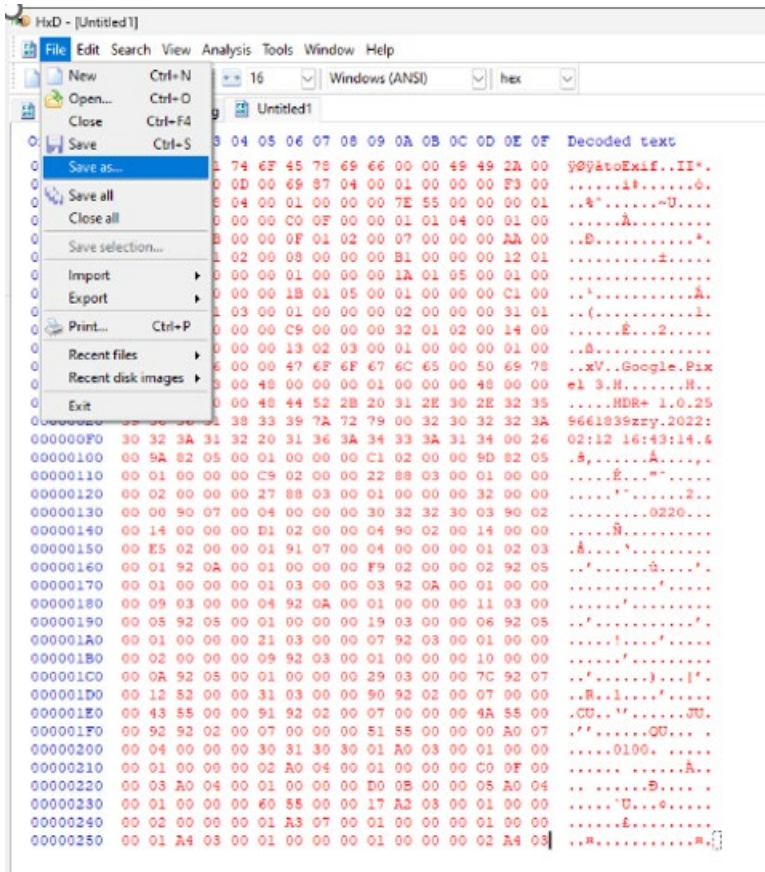 HxD - [Untitled1]
File Edit Search View Analysis Tools Window Help
16 Windows (ANSI) hex
Untitled1
New Ctrl+N
Open... Ctrl+O
Close Ctrl+F4
Save Ctrl+S
Save as...
Save all
Close all
Save selection...
Import
Export
Print... Ctrl+P
Recent files
Recent disk images
Exit
04 05 06 07 08 09 0A 0B 0C 0D 0E 0F Decoded text
74 6F 45 78 69 66 00 00 49 49 2A 00 ÿØÿátoExif..II*.
0D 00 69 87 04 00 01 00 00 00 F3 00 ......i‡......ó.
04 00 01 00 00 00 7E 55 00 00 00 01 ..%ˆ......~U....
00 00 C0 0F 00 00 01 01 04 00 01 00 ......À.........
00 00 0F 01 02 00 07 00 00 00 AA 00 ..Ð...........ª.
02 00 08 00 00 00 B1 00 00 00 12 01 ..........±.....
00 00 01 00 00 00 1A 01 05 00 01 00 ................
00 00 1B 01 05 00 01 00 00 00 C1 00 ..¹...........Á.
03 00 01 00 00 00 02 00 00 00 31 01 ..(...........1.
00 00 C9 00 00 00 32 01 02 00 14 00 ......É...2.....
00 00 13 02 03 00 01 00 00 00 01 00
00 00 47 6F 6F 67 6C 65 00 50 69 78 ..xV..Google.Pix
00 48 00 00 00 01 00 00 00 48 00 00 el 3.H.......H..
00 48 44 52 2B 20 31 2E 30 2E 32 35 .....HDR+ 1.0.25
31 38 33 39 7A 72 79 00 32 30 32 32 3A 9661839zry.2022:
000000F0 30 32 3A 31 32 20 31 36 3A 34 33 3A 31 34 00 26 02:12 16:43:14.&
00000100 00 9A 82 05 00 01 00 00 00 C1 02 00 00 9D 82 05 .š‚......Á....‚.
00000110 00 01 00 00 00 C9 02 00 00 22 88 03 00 01 00 00 .....É..."ˆ.....
00000120 00 02 00 00 00 27 88 03 00 01 00 00 00 32 00 00 .....'ˆ......2..
00000130 00 00 90 07 00 04 00 00 00 30 32 32 30 03 90 02 .........0220...
00000140 00 14 00 00 00 D1 02 00 00 04 90 02 00 14 00 00 .....Ñ..........
00000150 00 E5 02 00 00 01 91 07 00 04 00 00 00 01 02 03 .å....‘.........
00000160 00 01 92 0A 00 01 00 00 00 F9 02 00 00 02 92 05 ..’......ù....’.
00000170 00 01 00 00 00 01 03 00 00 03 92 0A 00 01 00 00 ..........’.....
00000180 00 09 03 00 00 04 92 0A 00 01 00 00 00 11 03 00 ......’.........
00000190 00 05 92 05 00 01 00 00 00 19 03 00 00 06 92 05 ..’...........’.
000001A0 00 01 00 00 00 21 03 00 00 07 92 03 00 01 00 00 .....!....’.....
000001B0 00 02 00 00 00 09 92 03 00 01 00 00 00 10 00 00 ......’.........
000001C0 00 0A 92 05 00 01 00 00 00 29 03 00 00 7C 92 07 ..’......)...|’.
000001D0 00 12 52 00 00 31 03 00 00 90 92 02 00 07 00 00 ..R..1....’.....
000001E0 00 43 55 00 00 91 92 02 00 07 00 00 00 4A 55 00 .CU..‘’......JU.
000001F0 00 92 92 02 00 07 00 00 00 51 55 00 00 00 A0 07 .’’......QU... .
00000200 00 04 00 00 00 30 31 30 30 01 A0 03 00 01 00 00 .....0100. .....
00000210 00 01 00 00 00 02 A0 04 00 01 00 00 00 C0 0F 00 ...... ......À..
00000220 00 03 A0 04 00 01 00 00 00 D0 0B 00 00 05 A0 04 .. ......Ð.... .
00000230 00 01 00 00 00 60 55 00 00 17 A2 03 00 01 00 00 .....`U...¢.....
00000240 00 02 00 00 00 01 A3 07 00 01 00 00 00 01 00 00 ......£.........
00000250 00 01 A4 03 00 01 00 00 00 01 00 00 00 02 A4 03 ..¤...........¤.